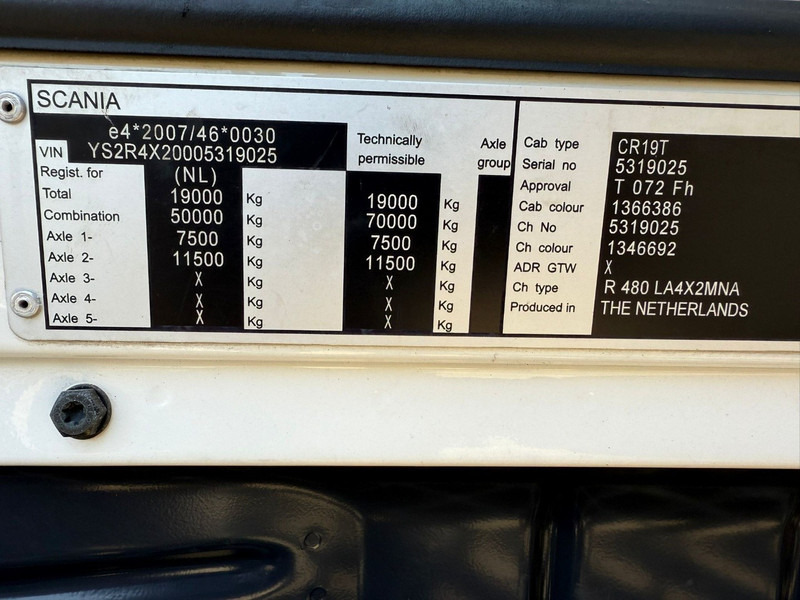 SCANIA
e4*2007/46*0030
VIN YS2R4X20005319025
Technically permissible
Axle group
Regist. for (NL)
Total 19000 Kg 19000 Kg
Combination 50000 Kg 70000 Kg
Axle 1- 7500 Kg 7500 Kg
Axle 2- 11500 Kg 11500 Kg
Axle 3- X Kg X Kg
Axle 4- X Kg X Kg
Axle 5- X Kg X Kg
Cab type CR19T
Serial no 5319025
Approval T 072 Fh
Cab colour 1366386
Ch No 5319025
Ch colour 1346692
ADR GTW X
Ch type R 480 LA4X2MNA
Produced in THE NETHERLANDS